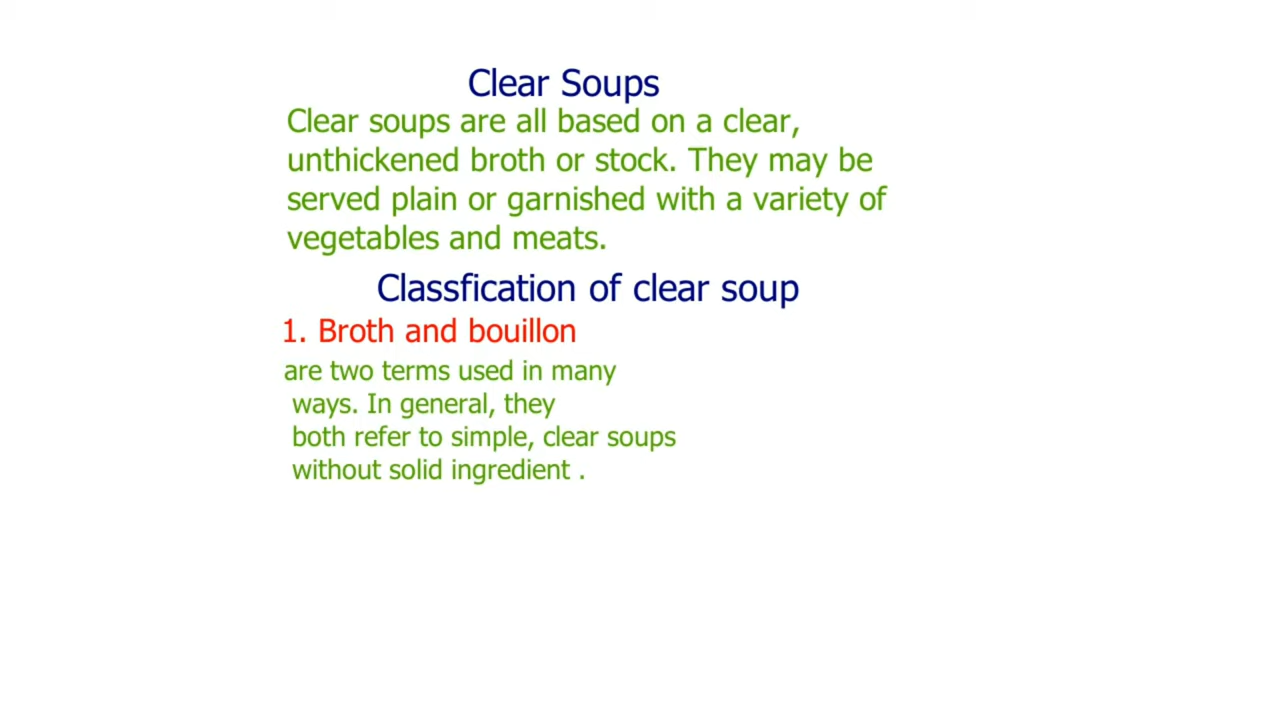 Clear Soups
Clear soups are all based on a clear,
unthickened broth or stock. They may be
served plain or garnished with a variety of
vegetables and meats.
Classfication of clear soup
1. Broth and bouillon
are two terms used in many
ways. In general, they
both refer to simple, clear soups
without solid ingredient .